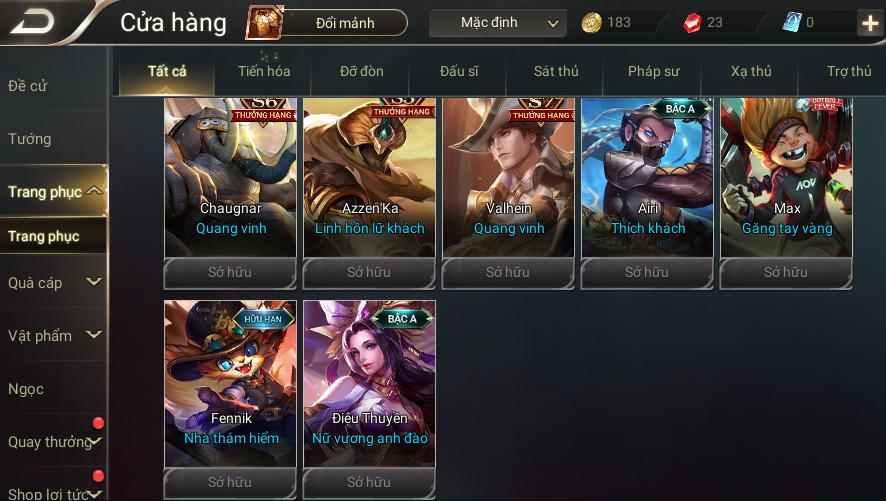 Cửa hàng
Đổi mảnh
Mặc định
183
23
0
Đề cử
Tướng
Trang phục
Trang phục
Quà cáp
Vật phẩm
Ngọc
Quay thưởng
Shop lợi tức
Tất cả
Tiến hóa
Đỡ đòn
Đấu sĩ
Sát thủ
Pháp sư
Xạ thủ
Trợ thủ
S6
THƯỞNG HẠNG
Chaugnar
Quang vinh
Sở hữu
THƯỞNG HẠNG
Azzen'Ka
Linh hồn lữ khách
Sở hữu
S7
THƯỞNG HẠNG
Valhein
Quang vinh
Sở hữu
BẬC A
Airi
Thích khách
Sở hữu
FOOTBALL
FEVER
AOV
Max
Găng tay vàng
Sở hữu
HỮU HẠN
Fennik
Nhà thám hiểm
Sở hữu
BẬC A
Điêu Thuyền
Nữ vương anh đào
Sở hữu